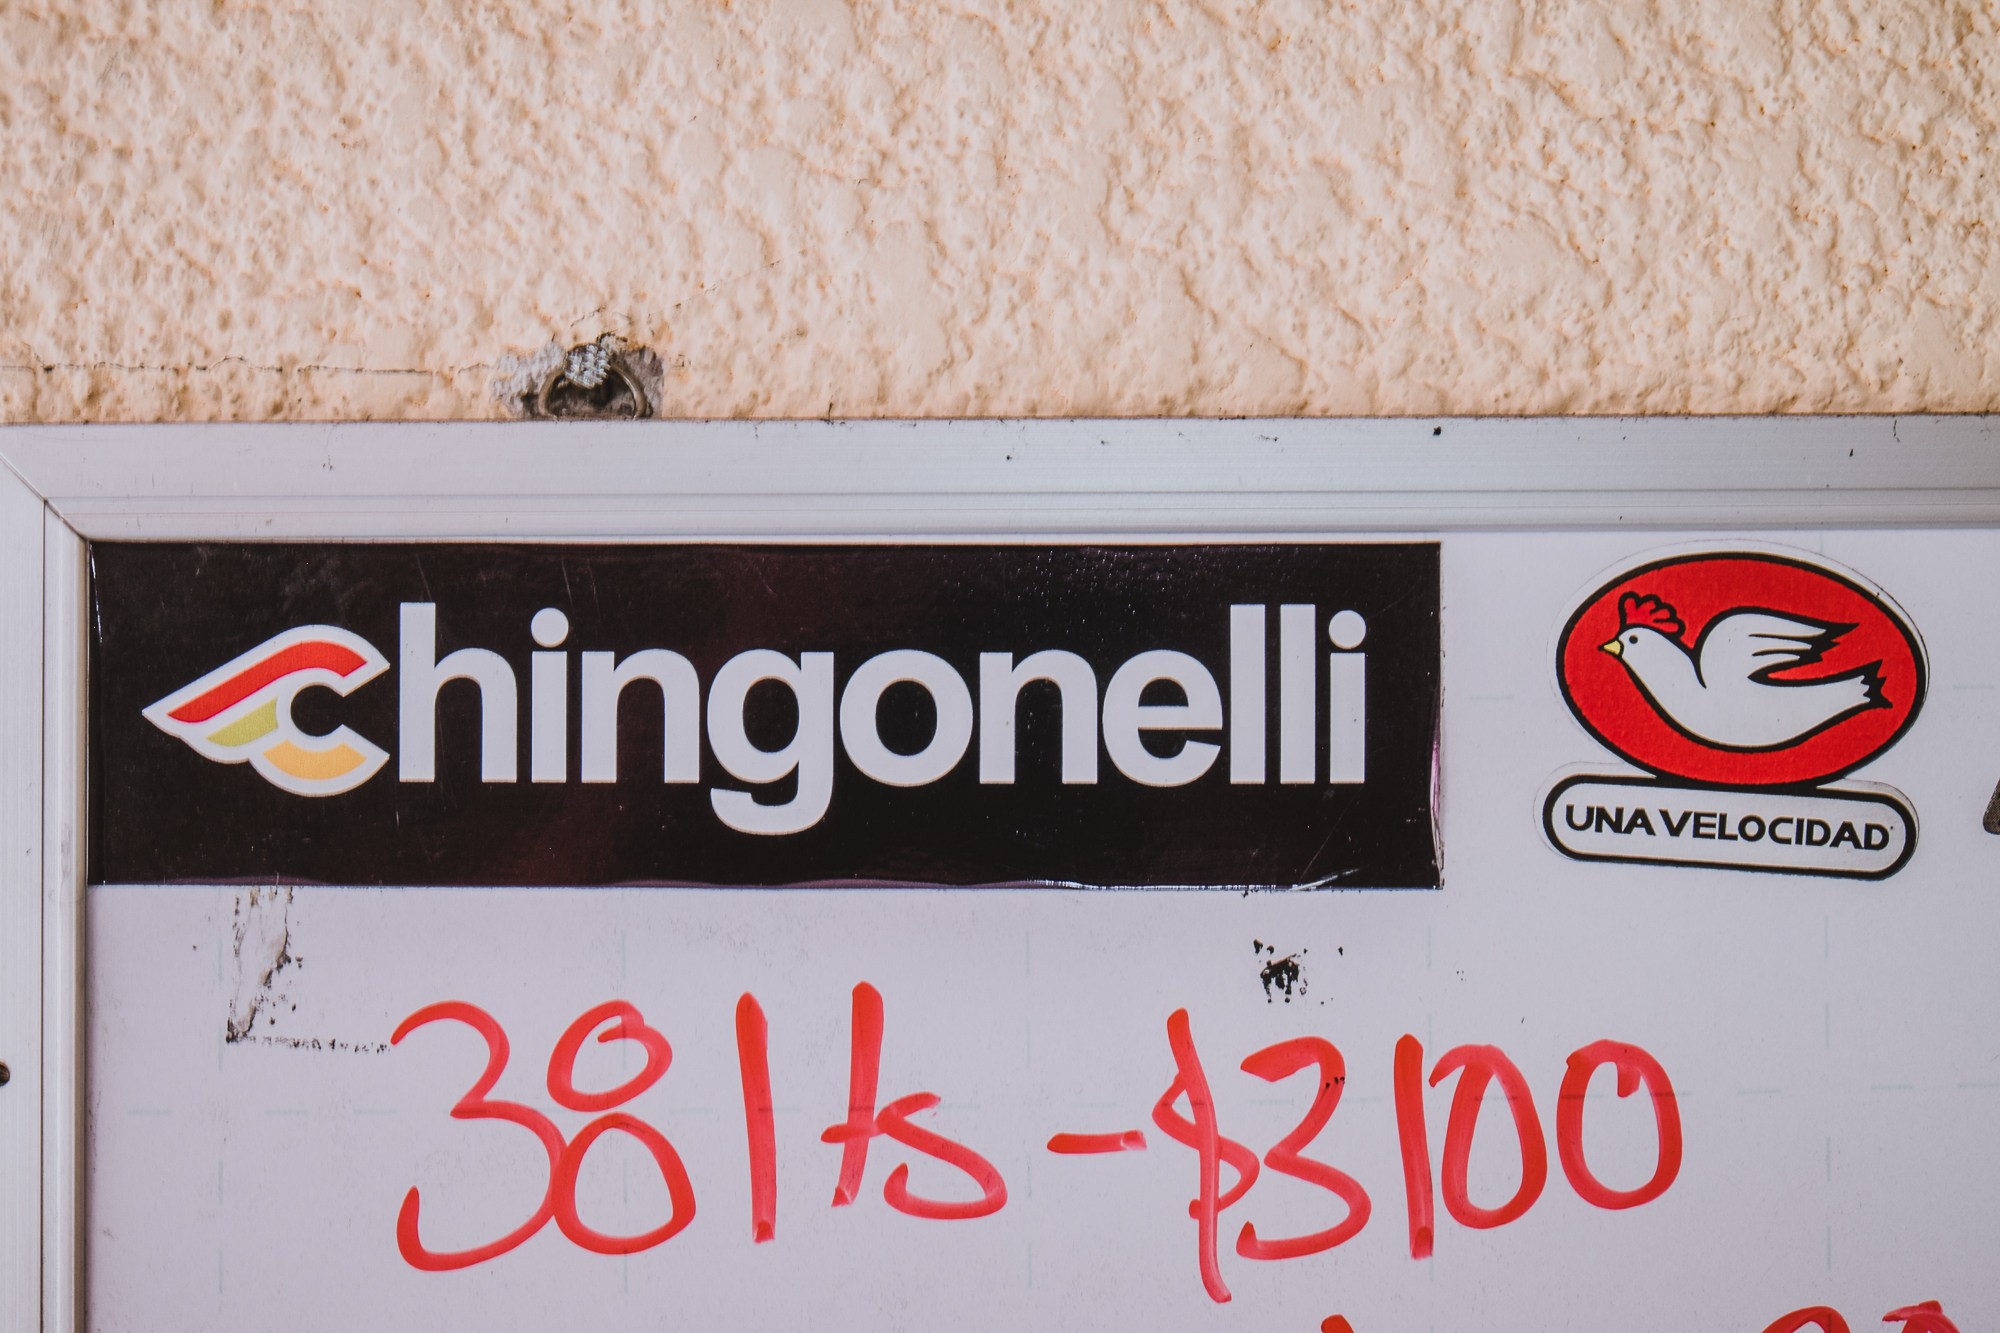 Chingonelli
UNA VELOCIDAD
38 lts - $3100